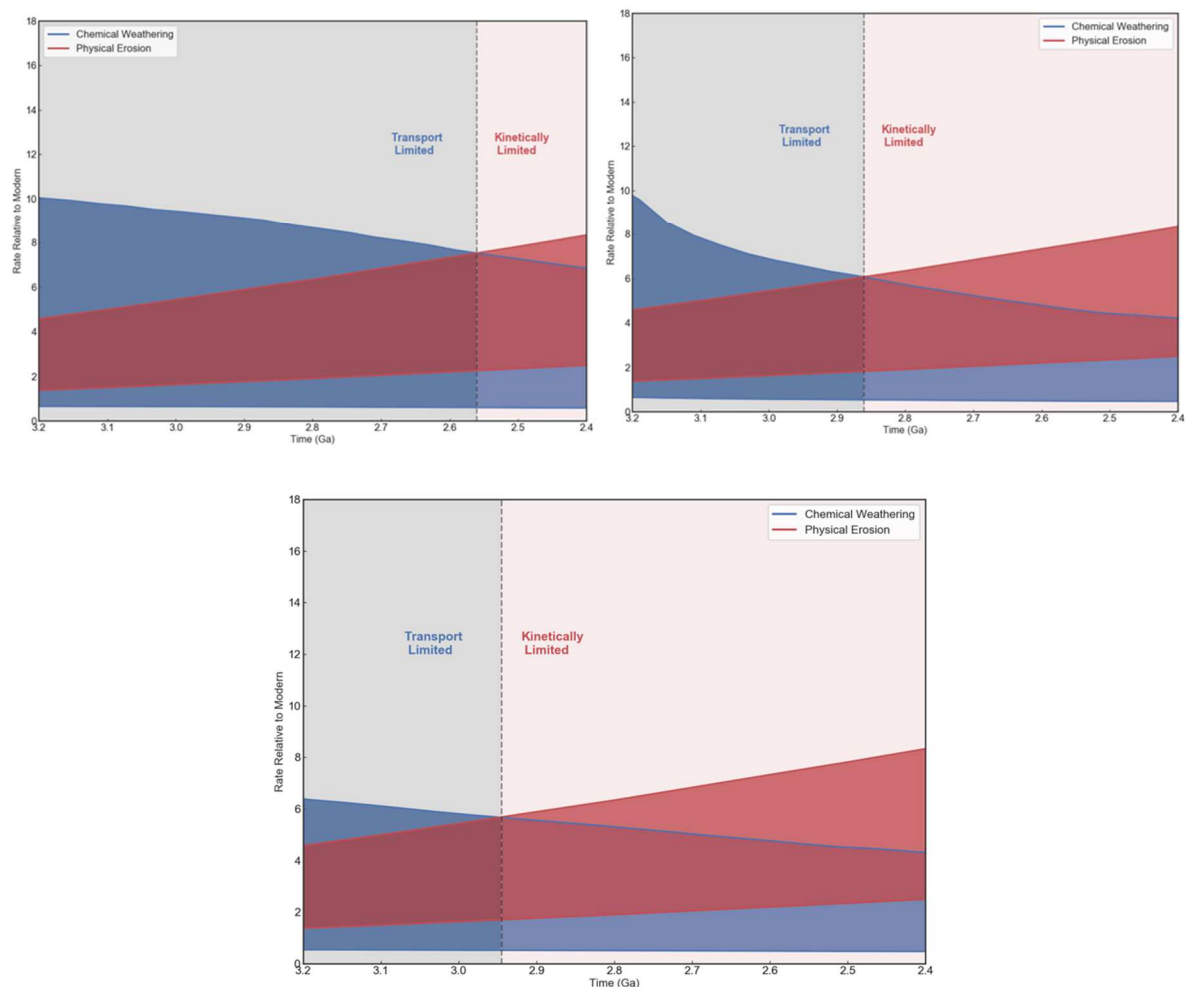 Chemical Weathering
Physical Erosion
Transport
Limited
Kinetically
Limited
Rate Relative to Modern
18
16
14
12
10
8
6
4
2
0
3.2
3.1
3.0
2.9
2.8
2.7
2.6
2.5
2.4
Time (Ga)
Chemical Weathering
Physical Erosion
Transport
Limited
Kinetically
Limited
Rate Relative to Modern
18
16
14
12
10
8
6
4
2
0
3.2
3.1
3.0
2.9
2.8
2.7
2.6
2.5
2.4
Time (Ga)
Chemical Weathering
Physical Erosion
Transport
Limited
Kinetically
Limited
Rate Relative to Modern
18
16
14
12
10
8
6
4
2
0
3.2
3.1
3.0
2.9
2.8
2.7
2.6
2.5
2.4
Time (Ga)